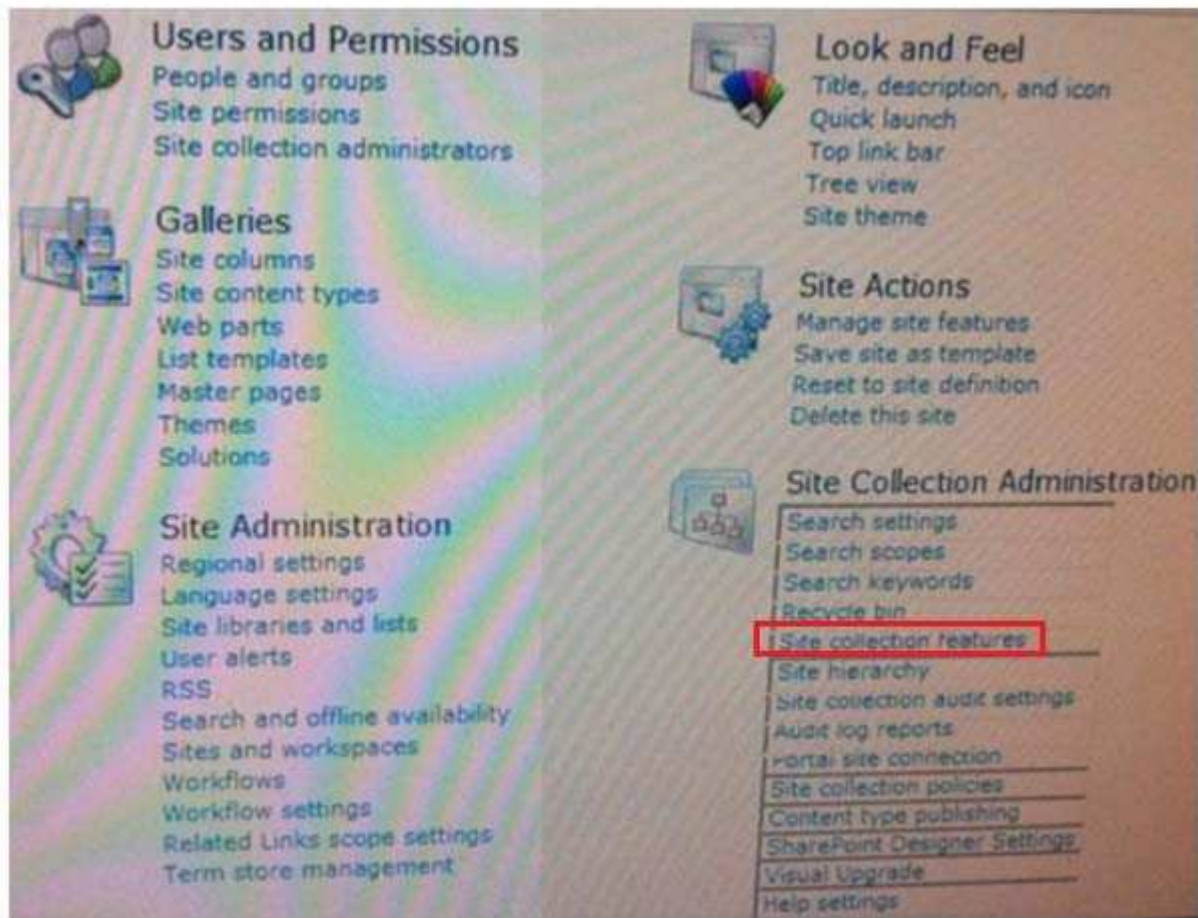 Users and Permissions
People and groups
Site permissions
Site collection administrators
Galleries
Site columns
Site content types
Web parts
List templates
Master pages
Themes
Solutions
Site Administration
Regional settings
Language settings
Site libraries and lists
User alerts
RSS
Search and offline availability
Sites and workspaces
Workflows
Workflow settings
Related Links scope settings
Term store management
Look and Feel
Title, description, and icon
Quick launch
Top link bar
Tree view
Site theme
Site Actions
Manage site features
Save site as template
Reset to site definition
Delete this site
Site Collection Administration
Search settings
Search scopes
Search keywords
Recycle bin
Site collection features
Site hierarchy
Site collection audit settings
Audit log reports
Portal site connection
Site collection policies
Content type publishing
SharePoint Designer Settings
Visual Upgrade
Help settings